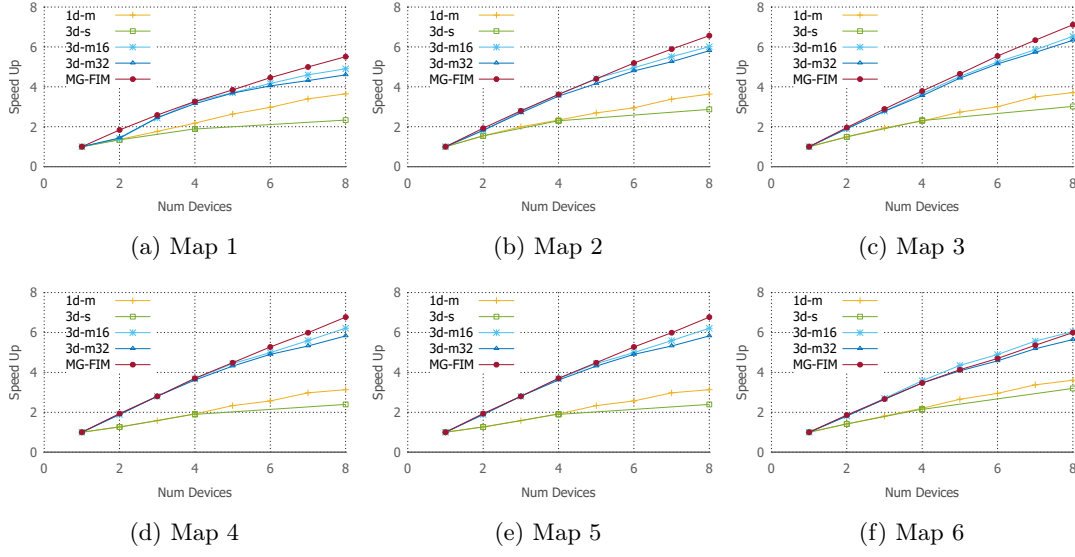 8
6
4
2
0
Speed Up
1d-m
3d-s
3d-m16
3d-m32
MG-FIM
0 2 4 6 8
Num Devices
(a) Map 1
8
6
4
2
0
Speed Up
1d-m
3d-s
3d-m16
3d-m32
MG-FIM
0 2 4 6 8
Num Devices
(b) Map 2
8
6
4
2
0
Speed Up
1d-m
3d-s
3d-m16
3d-m32
MG-FIM
0 2 4 6 8
Num Devices
(c) Map 3
8
6
4
2
0
Speed Up
1d-m
3d-s
3d-m16
3d-m32
MG-FIM
0 2 4 6 8
Num Devices
(d) Map 4
8
6
4
2
0
Speed Up
1d-m
3d-s
3d-m16
3d-m32
MG-FIM
0 2 4 6 8
Num Devices
(e) Map 5
8
6
4
2
0
Speed Up
1d-m
3d-s
3d-m16
3d-m32
MG-FIM
0 2 4 6 8
Num Devices
(f) Map 6